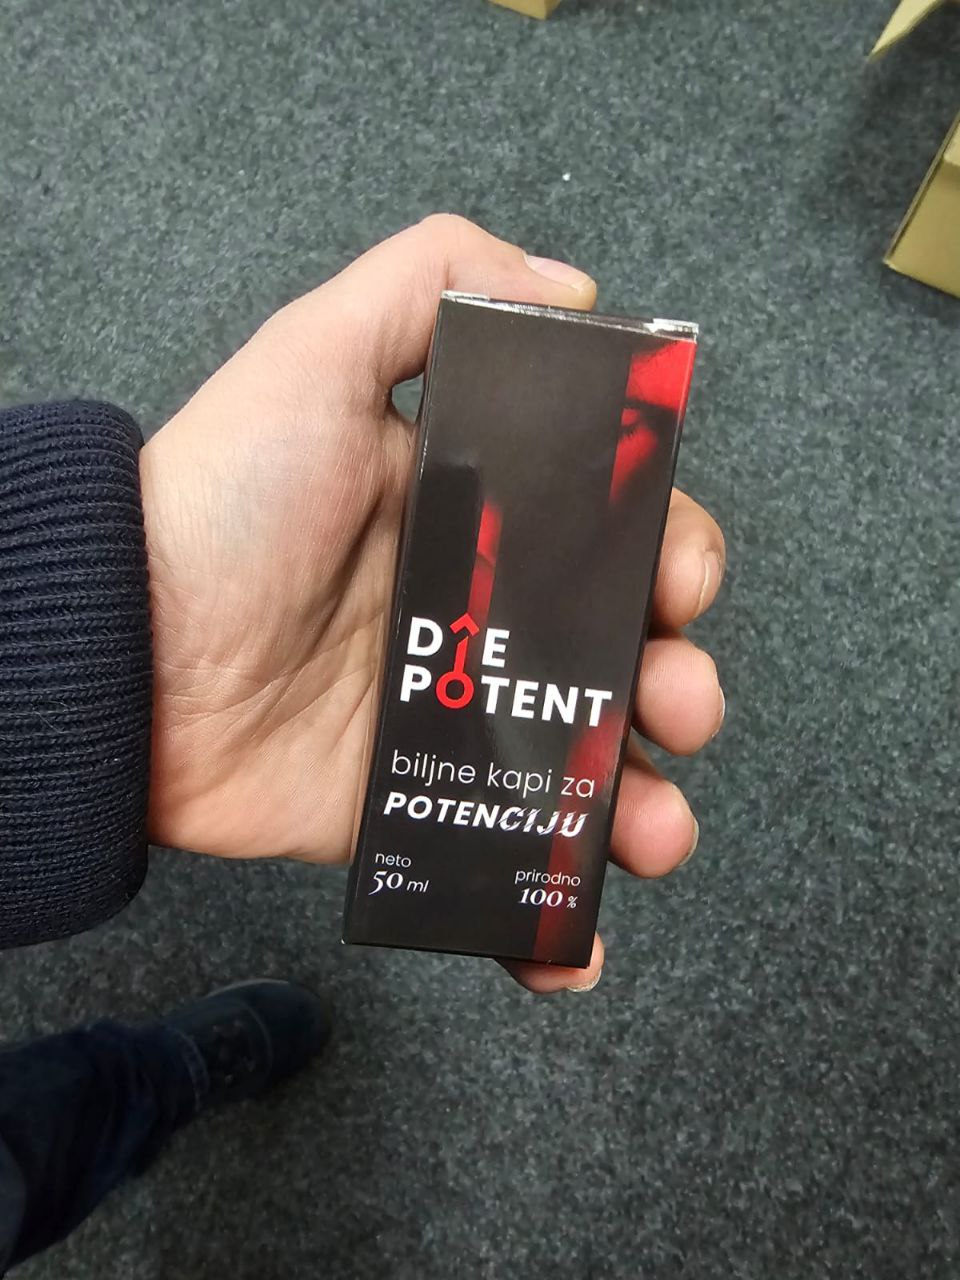 DIE
POTENT
biljne kapi za
POTENCIJU
neto
50 ml
prirodno
100 %